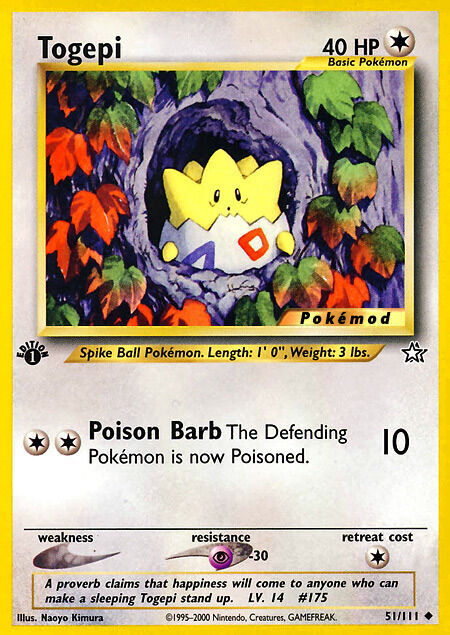 Togepi 40 HP
Basic Pokémon
Pokémod
EDITION 1
Spike Ball Pokémon. Length: 1' 0", Weight: 3 lbs.
Poison Barb The Defending 10
Pokémon is now Poisoned.
weakness resistance retreat cost
-30
A proverb claims that happiness will come to anyone who can
make a sleeping Togepi stand up. LV. 14 #175
Illus. Naoyo Kimura ©1995-2000 Nintendo, Creatures, GAMEFREAK. 51/111